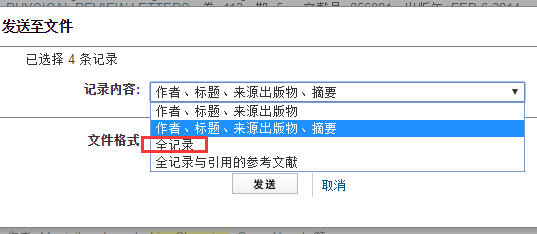 PHYSICAL REVIEW LETTERS
发送至文件
已选择 4 条记录
记录内容: 作者、标题、来源出版物、摘要
作者、标题、来源出版物
作者、标题、来源出版物、摘要
文件格式
全记录
全记录与引用的参考文献
发送 取消